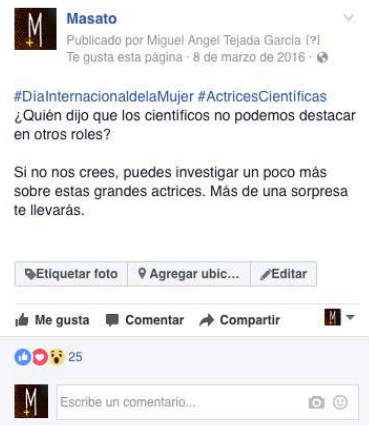 Masato
Publicado por Miguel Angel Tejada Garcia [?]
Te gusta esta página · 8 de marzo de 2016 ·
#DíaInternacionaldelaMujer #ActricesCientíficas
¿Quién dijo que los científicos no podemos destacar
en otros roles?
Si no nos crees, puedes investigar un poco más
sobre estas grandes actrices. Más de una sorpresa
te llevarás.
Etiquetar foto Agregar ubic... Editar
Me gusta Comentar Compartir
25
Escribe un comentario...